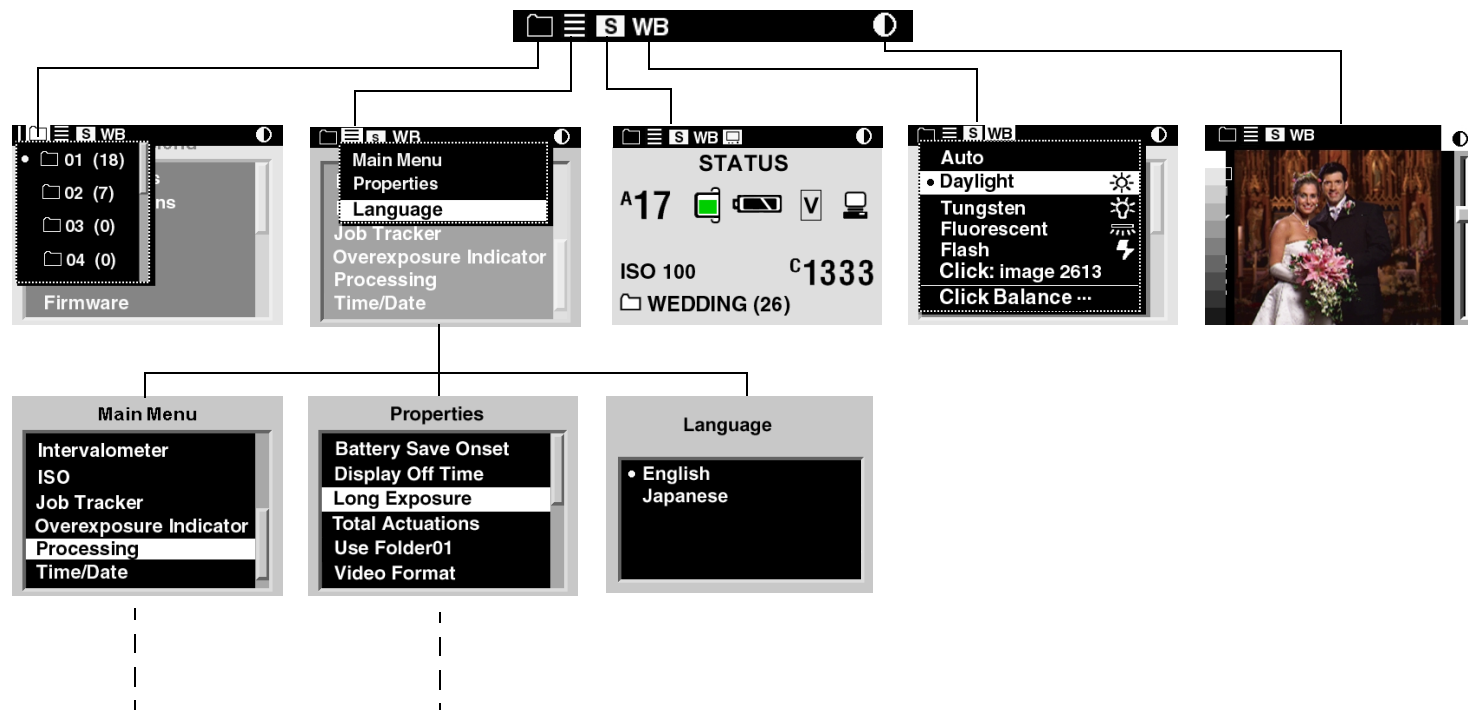 S WB
S WB
01 (18)
02 (7)
03 (0)
04 (0)
Firmware
S WB
Main Menu
Properties
Language
Job Tracker
Overexposure Indicator
Processing
Time/Date
S WB
STATUS
A17
V
ISO 100
C1333
WEDDING (26)
S WB
Auto
Daylight
Tungsten
Fluorescent
Flash
Click: image 2613
Click Balance ...
S WB
Main Menu
Intervalometer
ISO
Job Tracker
Overexposure Indicator
Processing
Time/Date
Properties
Battery Save Onset
Display Off Time
Long Exposure
Total Actuations
Use Folder01
Video Format
Language
• English
Japanese